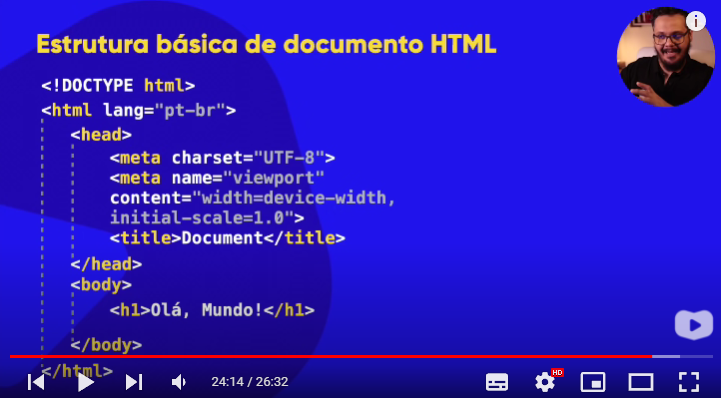 Estrutura básica de documento HTML
i
<!DOCTYPE html>
<html lang="pt-br">
<head>
<meta charset="UTF-8">
<meta name="viewport"
content="width=device-width,
initial-scale=1.0">
<title>Document</title>
</head>
<body>
<h1>Olá, Mundo!</h1>
</body>
</html>
24:14 / 26:32
HD